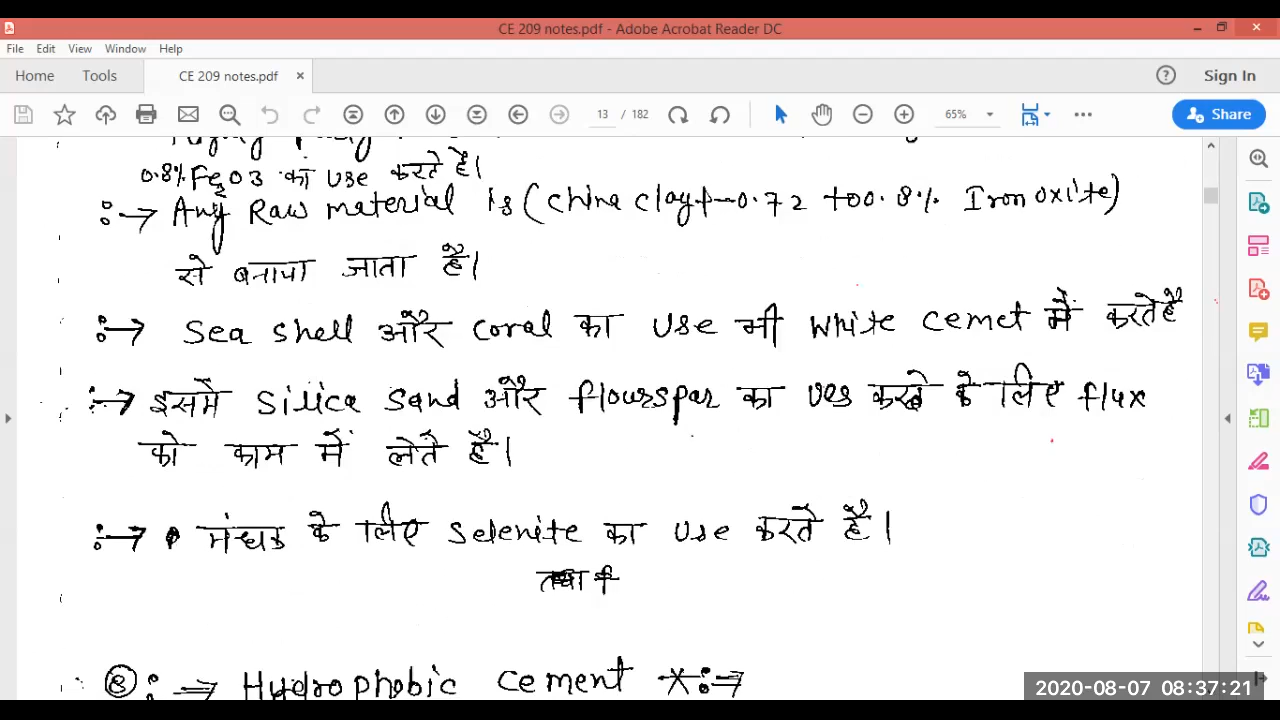 CE 209 notes.pdf - Adobe Acrobat Reader DC
File Edit View Window Help
Home Tools CE 209 notes.pdf × Sign In
13 / 182 65% Share
0.8% Fe2O3 का use करते है।
Any Raw material is (china clay + 0.72 to 0.8% Iron oxite)
से बनाया जाता है।
Sea shell और coral का use भी white cemet में करते है
इसमें silica sand और flourspar का ues करने के लिए flux
को काम में लेते है।
के लिए Selenite का use करते है।
तथा
8 Hydrophobic cement
2020-08-07 08:37:21